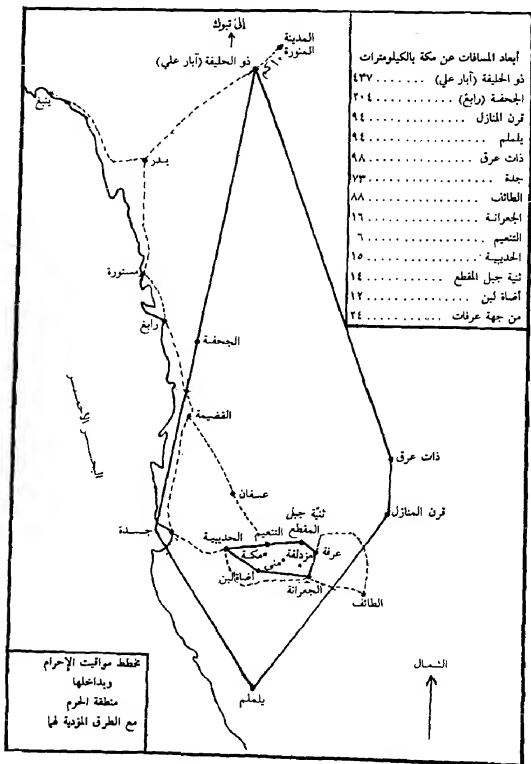 إلى تبوك
المدينة
المنورة
١٠ كم
ذو الحليفة (آبار علي)
أبعاد المسافات عن مكة بالكيلومترات
ذو الحليفة (آبار علي) ....... ٤٣٧
الجحفة (رابغ) .......... ٢٠٤
قرن المنازل .............. ٩٤
يلملم .................. ٩٤
ذات عرق ................ ٩٨
جدة .................. ٧٣
الطائف ................ ٨٨
الجعرانة ................ ١٦
التنعيم ................ ٦
الحديبية ................ ١٥
ثنية جبل المقطع ........ ١٤
أضاة لبن .............. ١٢
من جهة عرفات .......... ٢٤
ينبع
بدر
مستورة
رابغ
الجحفة
القضيمة
البحر الأحمر
عسفان
ذات عرق
قرن المنازل
جدة
الحديبية
التنعيم
ثنية جبل
المقطع
عرفة
مكة
منى
مزدلفة
أضاة لبن
الجعرانة
الطائف
يلملم
الشمال
مخطط مواقيت الإحرام
وبداخلها
منطقة الحرم
مع الطرق المؤدية لها